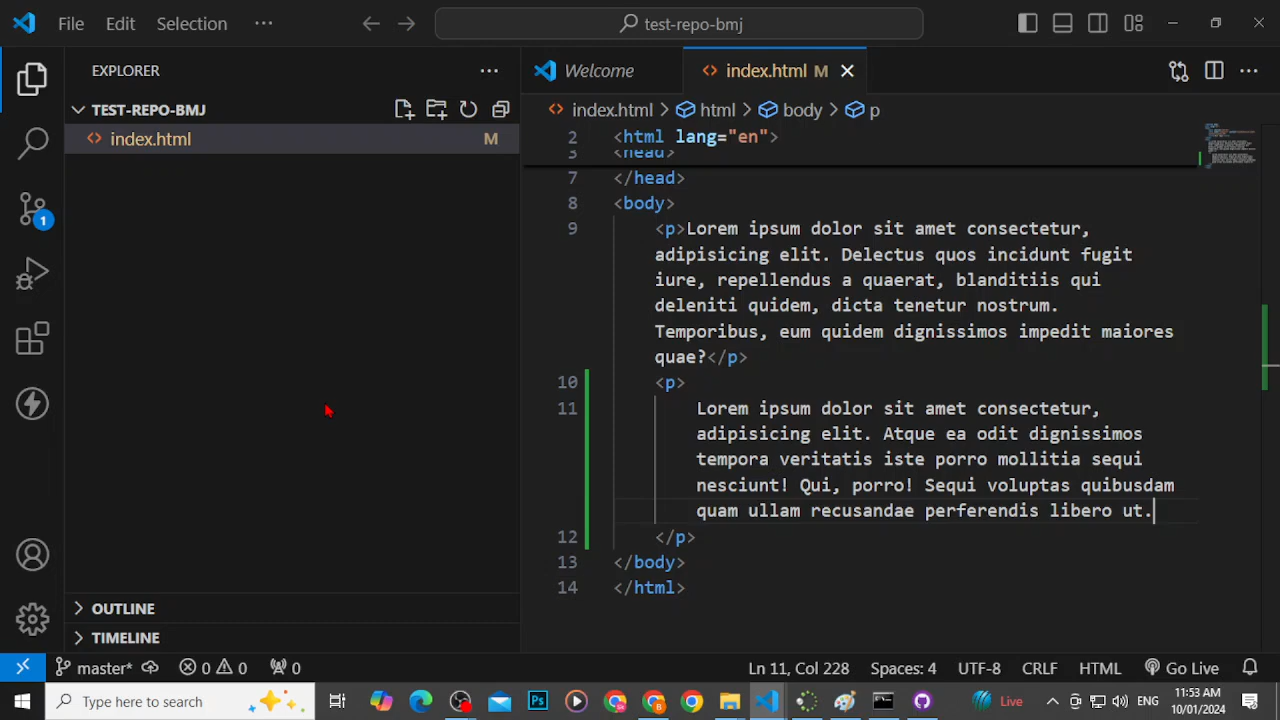 File Edit Selection ··· test-repo-bmj
EXPLORER ···
TEST-REPO-BMJ
index.html M
1
OUTLINE
TIMELINE
Welcome index.html M
index.html > html > body > p
2 <html lang="en">
3 <head>
7 </head>
8 <body>
9 <p>Lorem ipsum dolor sit amet consectetur,
adipisicing elit. Delectus quos incidunt fugit
iure, repellendus a quaerat, blanditiis qui
deleniti quidem, dicta tenetur nostrum.
Temporibus, eum quidem dignissimos impedit maiores
quae?</p>
10 <p>
11 Lorem ipsum dolor sit amet consectetur,
adipisicing elit. Atque ea odit dignissimos
tempora veritatis iste porro mollitia sequi
nesciunt! Qui, porro! Sequi voluptas quibusdam
quam ullam recusandae perferendis libero ut.
12 </p>
13 </body>
14 </html>
master* 0 0 0 Ln 11, Col 228 Spaces: 4 UTF-8 CRLF HTML Go Live
Type here to search Ps Live ENG 11:53 AM
10/01/2024